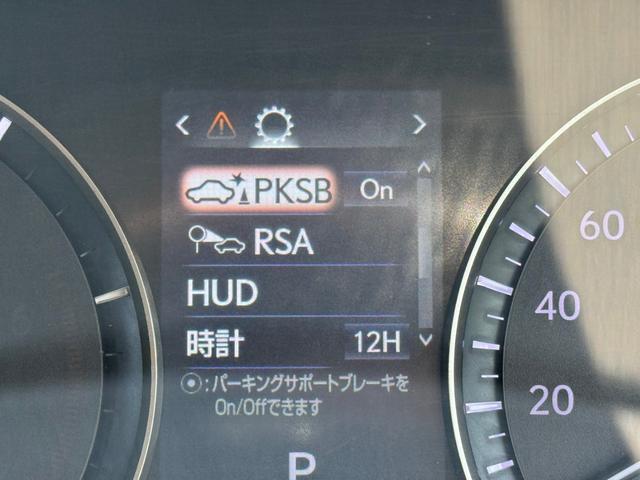 PKSB On
RSA
HUD
時計 12H
⦿:パーキングサポートブレーキを
On/Offできます
P
60
40
20